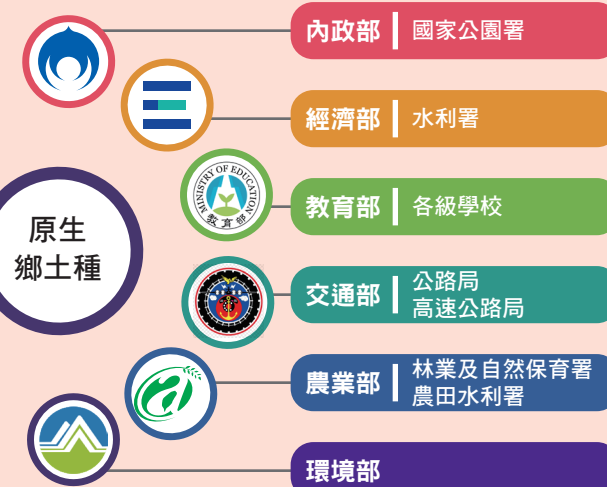 內政部 國家公園署
經濟部 水利署
MINISTRY OF EDUCATION
教育部
教育部 各級學校
原生
鄉土種
交通部 公路局
高速公路局
農業部 林業及自然保育署
農田水利署
環境部